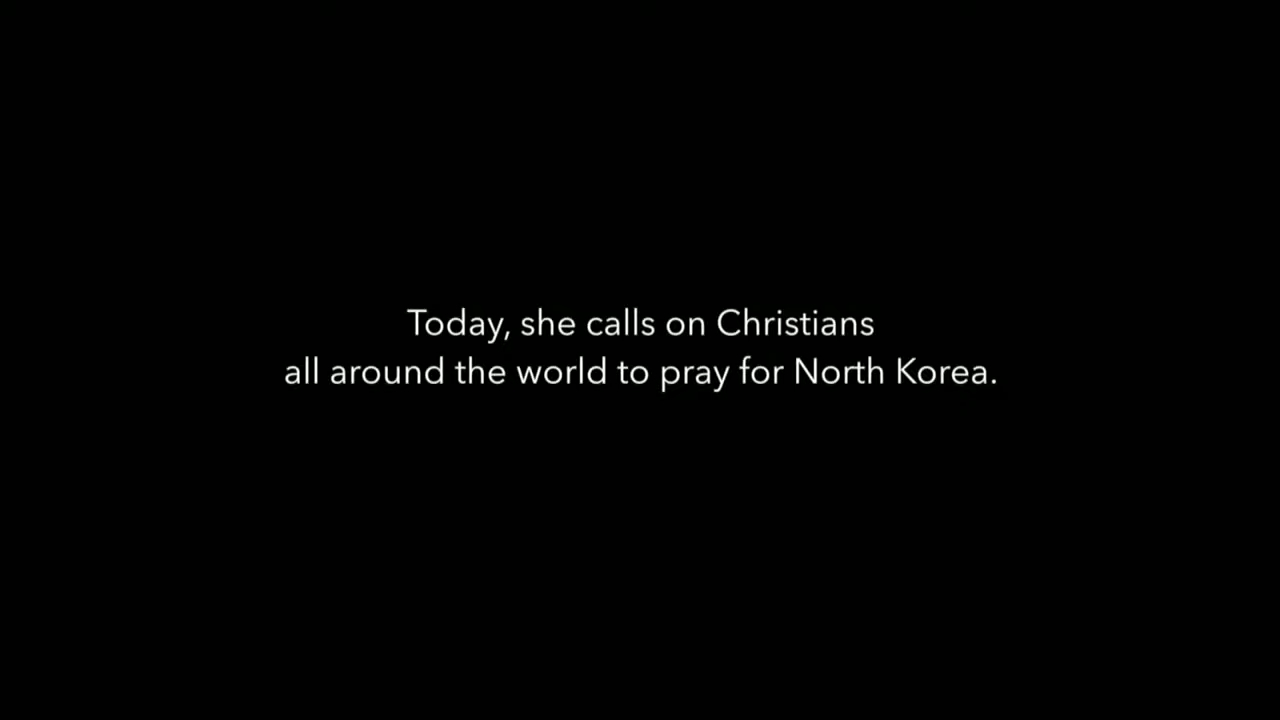 Today, she calls on Christians
all around the world to pray for North Korea.